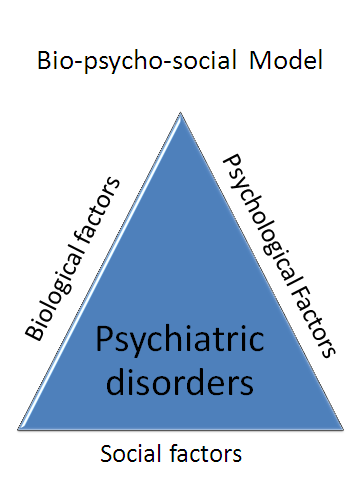 Bio-psycho-social Model
Biological factors
Psychological Factors
Psychiatric
disorders
Social factors